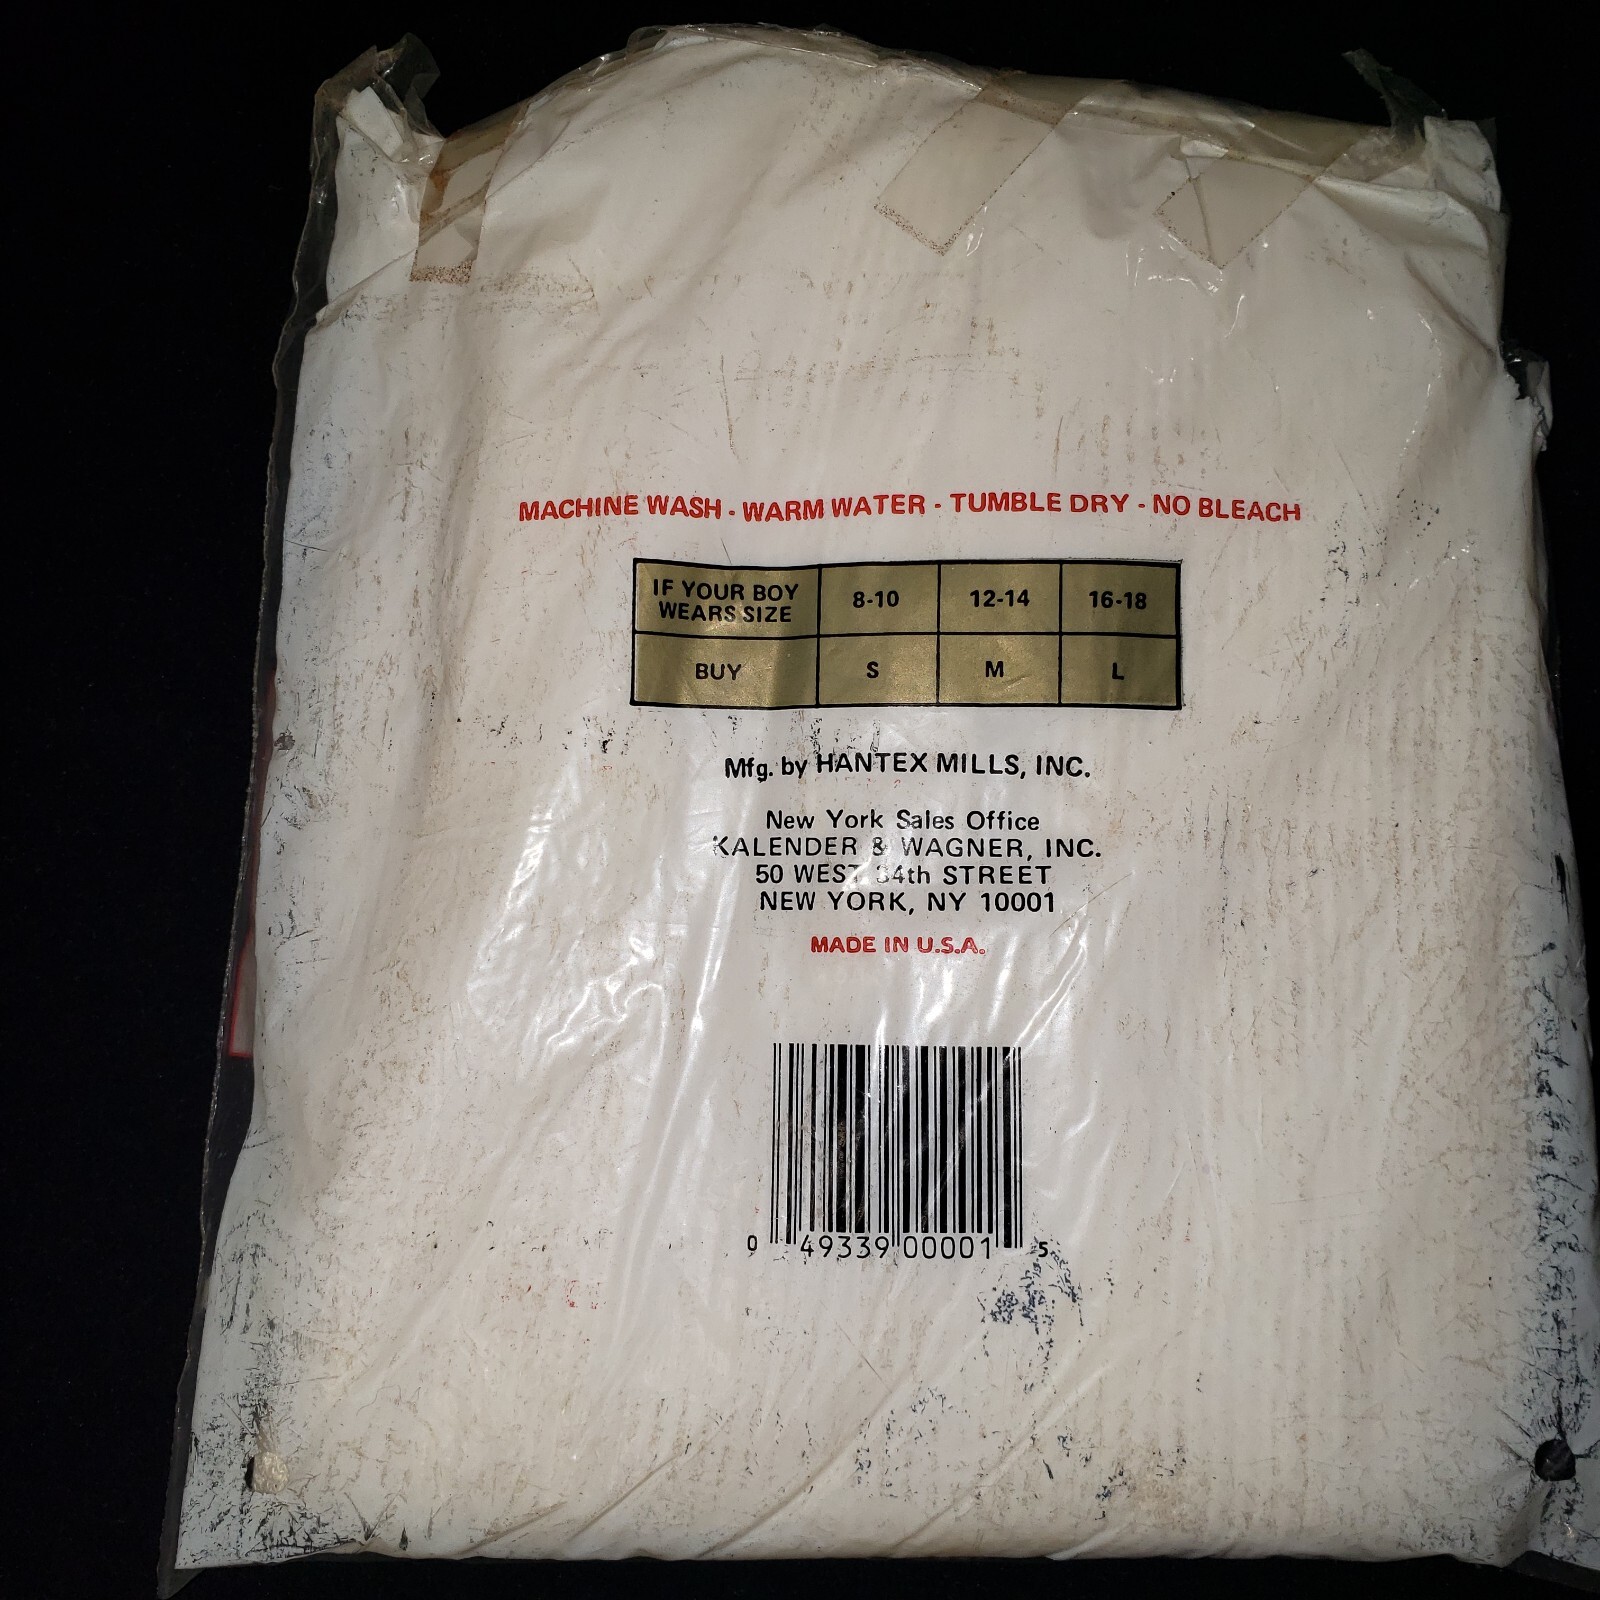 MACHINE WASH - WARM WATER - TUMBLE DRY - NO BLEACH
IF YOUR BOY WEARS SIZE 8-10 12-14 16-18
BUY S M L
Mfg. by HANTEX MILLS, INC.
New York Sales Office
KALENDER & WAGNER, INC.
50 WEST 34th STREET
NEW YORK, NY 10001
MADE IN U.S.A.
0 49339 00001 5